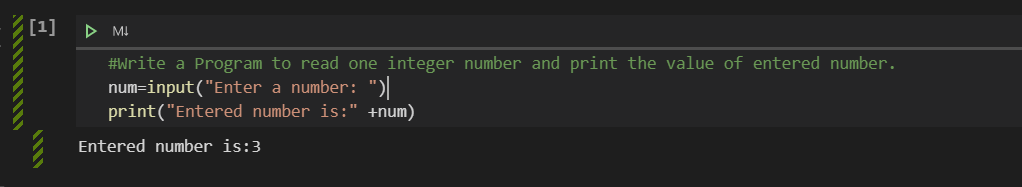 [1]
M↓
#Write a Program to read one integer number and print the value of entered number.
num=input("Enter a number: ")
print("Entered number is:" +num)
Entered number is:3